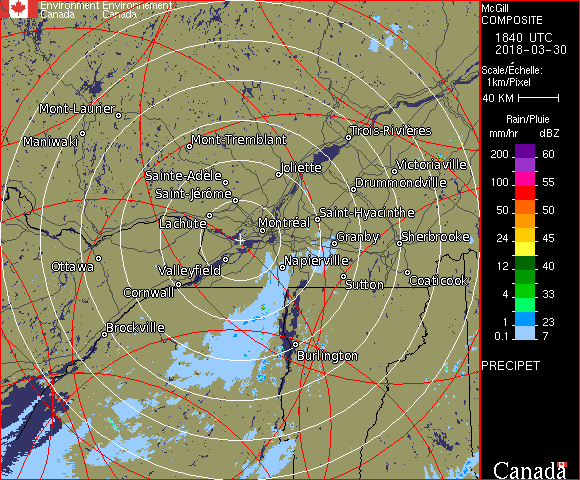 Environment Environnement
Canada Canada
McGill
COMPOSITE
1840 UTC
2018-03-30
Scale/Échelle:
1km/Pixel
40 KM
Rain/Pluie
mm/hr dBZ
200 60
100 55
50 50
24 45
12 40
4 33
1 23
0.1 7
PRECIPET
Canada
Mont-Laurier
Maniwaki
Mont-Tremblant
Trois-Rivières
Joliette
Victoriaville
Sainte-Adèle
Drummondville
Saint-Jérôme
Lachute
Saint-Hyacinthe
Montréal
Granby
Sherbrooke
Ottawa
Valleyfield
Napierville
Cornwall
Sutton
Coaticook
Brockville
Burlington